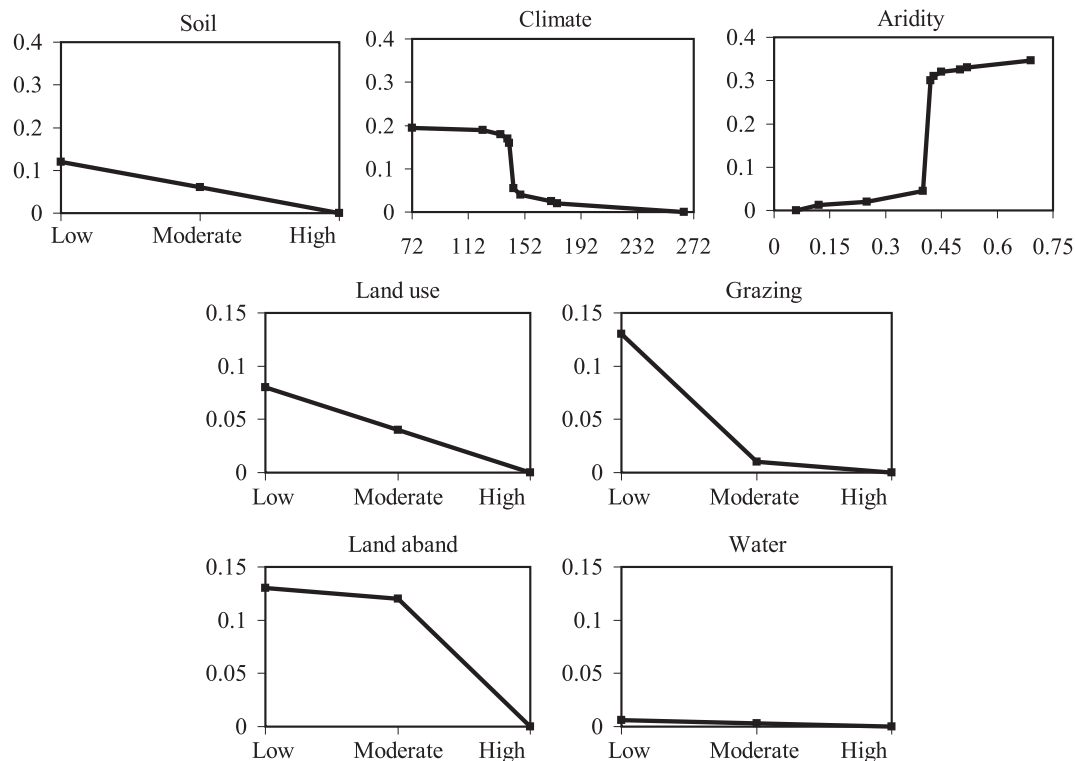 Soil
Climate
Aridity
0.4
0.3
0.2
0.1
0
Low Moderate High
0.4
0.3
0.2
0.1
0
72 112 152 192 232 272
0.4
0.3
0.2
0.1
0
0 0.15 0.3 0.45 0.6 0.75
Land use
Grazing
0.15
0.1
0.05
0
Low Moderate High
0.15
0.1
0.05
0
Low Moderate High
Land aband
Water
0.15
0.1
0.05
0
Low Moderate High
0.15
0.1
0.05
0
Low Moderate High